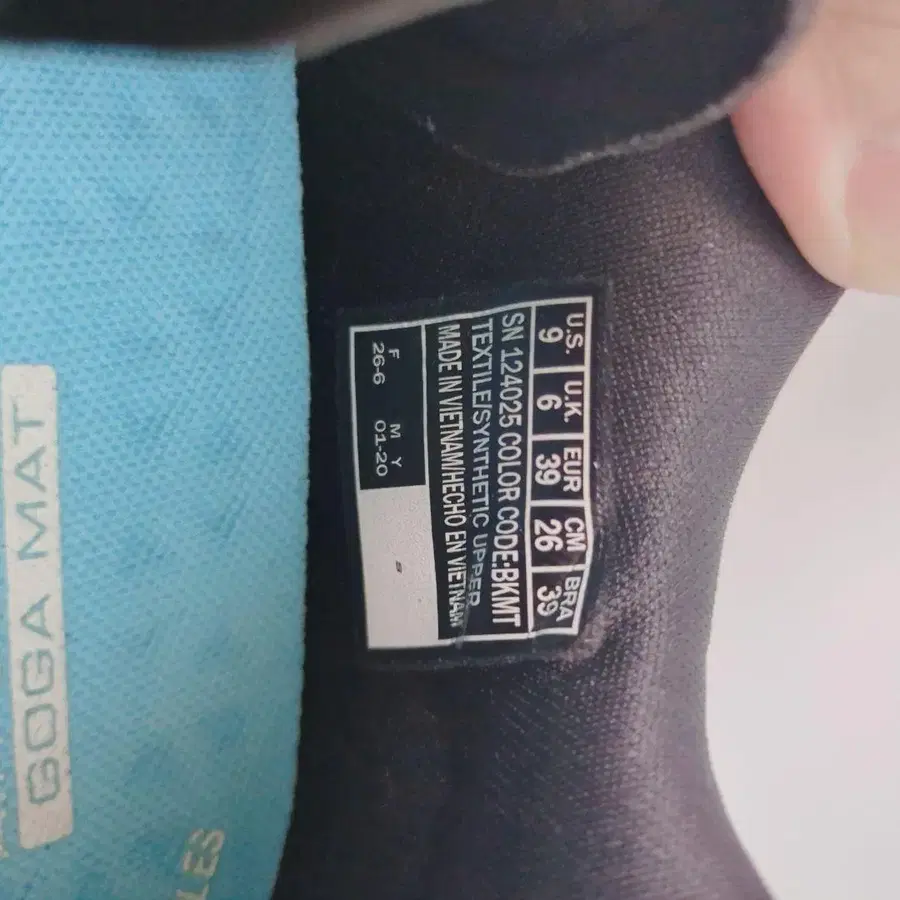 U.S. U.K. EUR CM BRA
9 6 39 26 39
SN 124025 COLOR CODE:BKMT
TEXTILE/SYNTHETIC UPPER
MADE IN VIETNAM/HECHO EN VIETNAM
F M Y
26-6 01-20
GOGA MAT